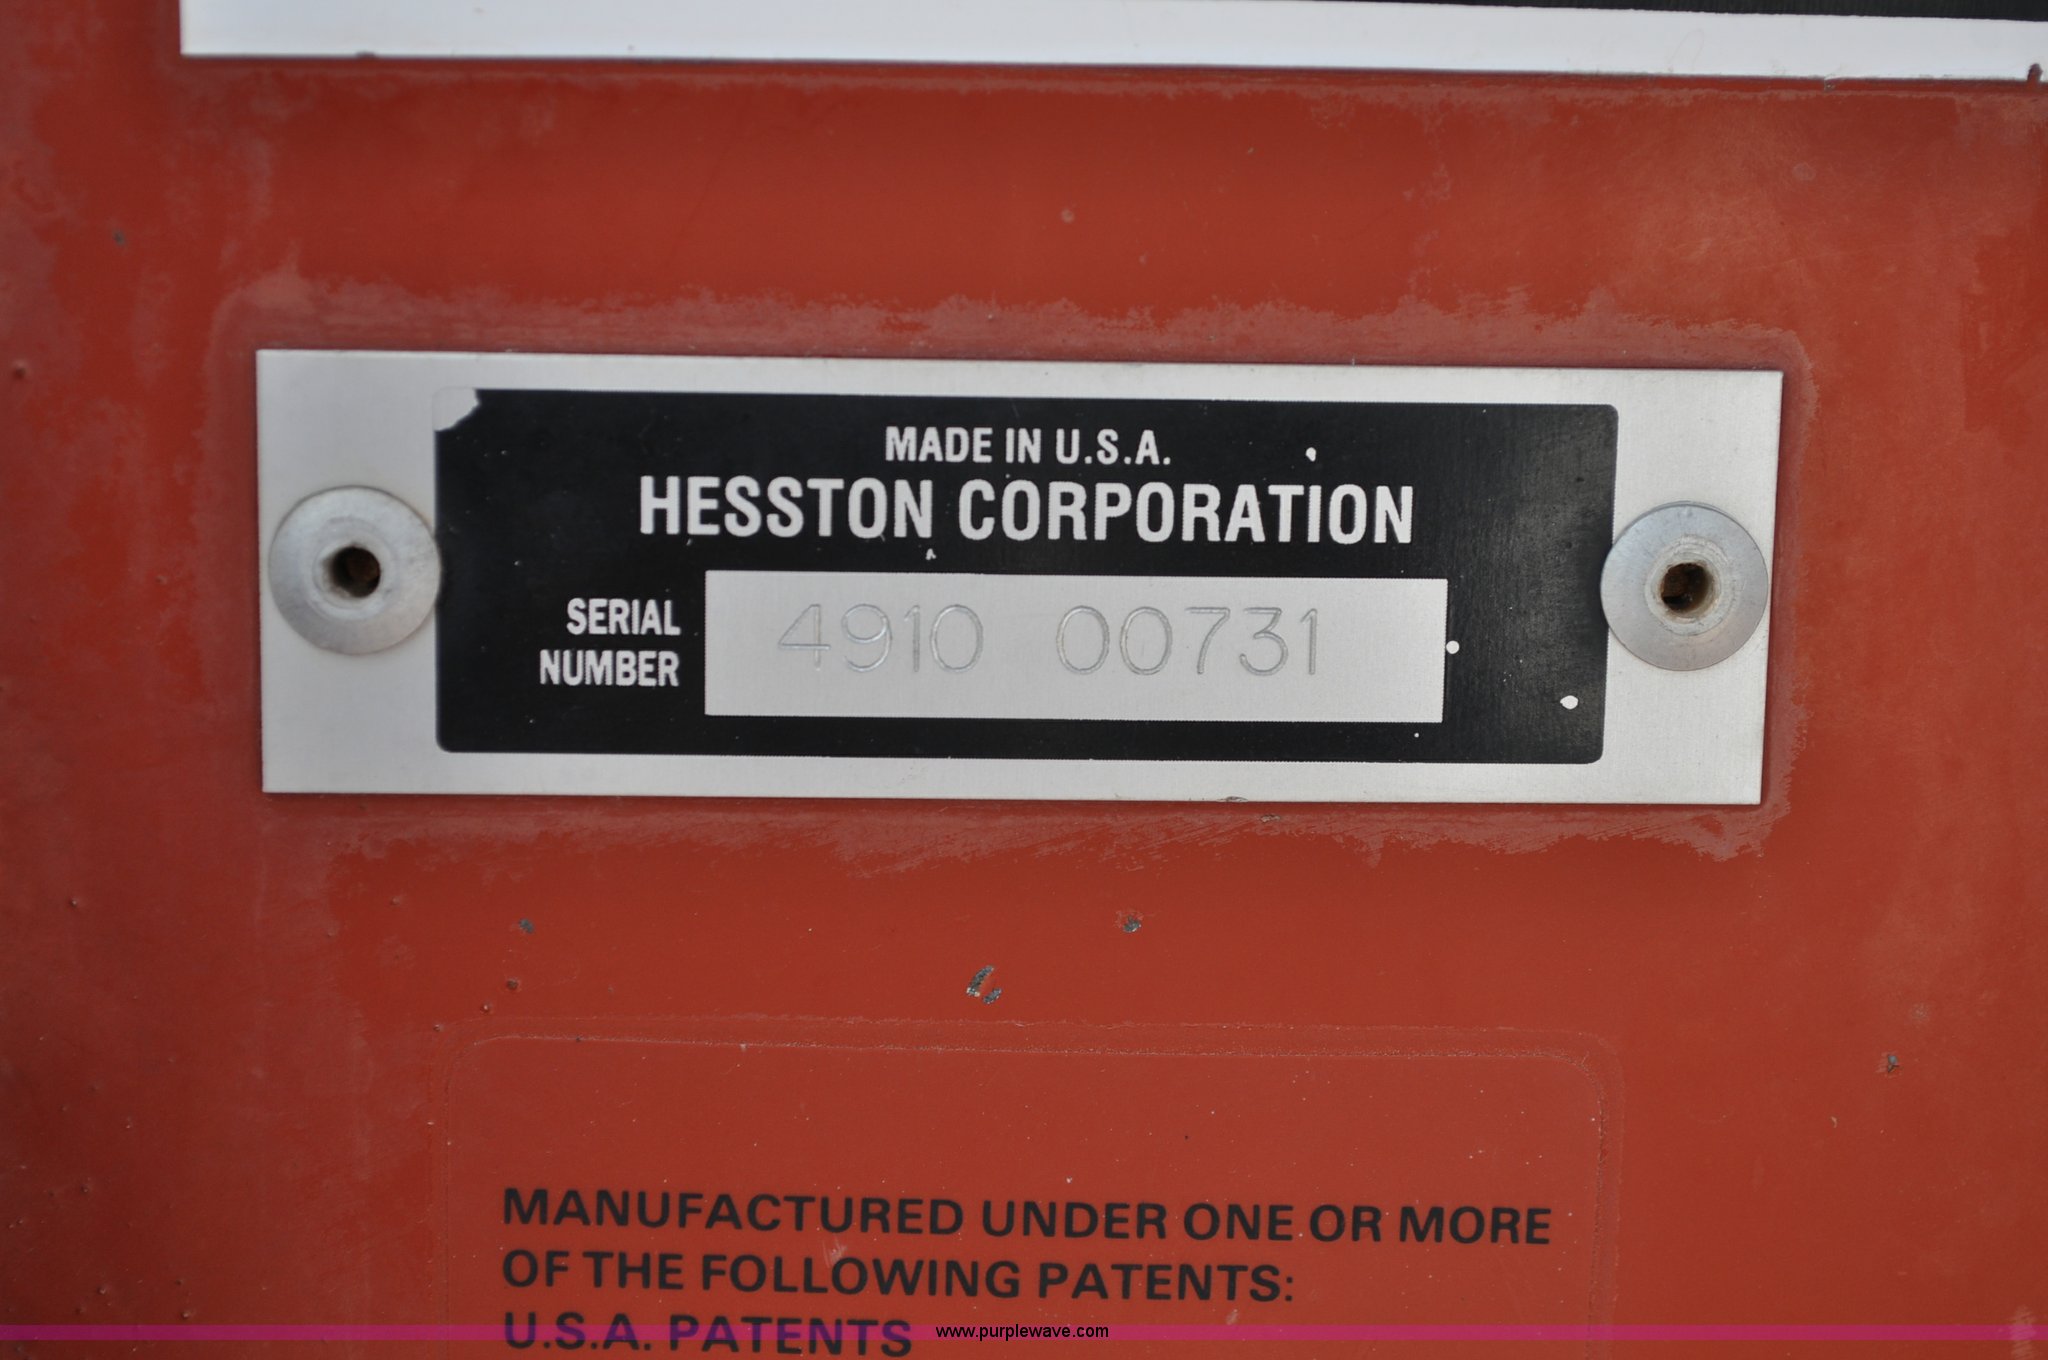 MADE IN U.S.A.
HESSTON CORPORATION
SERIAL
NUMBER
4910 00731
MANUFACTURED UNDER ONE OR MORE
OF THE FOLLOWING PATENTS:
U.S.A. PATENTS
www.purplewave.com